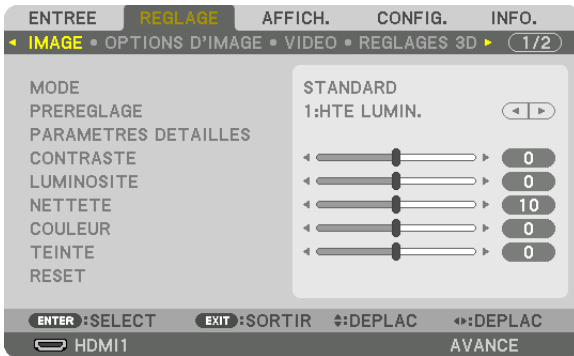 ENTREE REGLAGE AFFICH. CONFIG. INFO.
IMAGE • OPTIONS D'IMAGE • VIDEO • REGLAGES 3D 1/2
MODE STANDARD
PREREGLAGE 1:HTE LUMIN.
PARAMETRES DETAILLES
CONTRASTE 0
LUMINOSITE 0
NETTETE 10
COULEUR 0
TEINTE 0
RESET
ENTER :SELECT EXIT :SORTIR :DEPLAC :DEPLAC
HDMI1 AVANCE